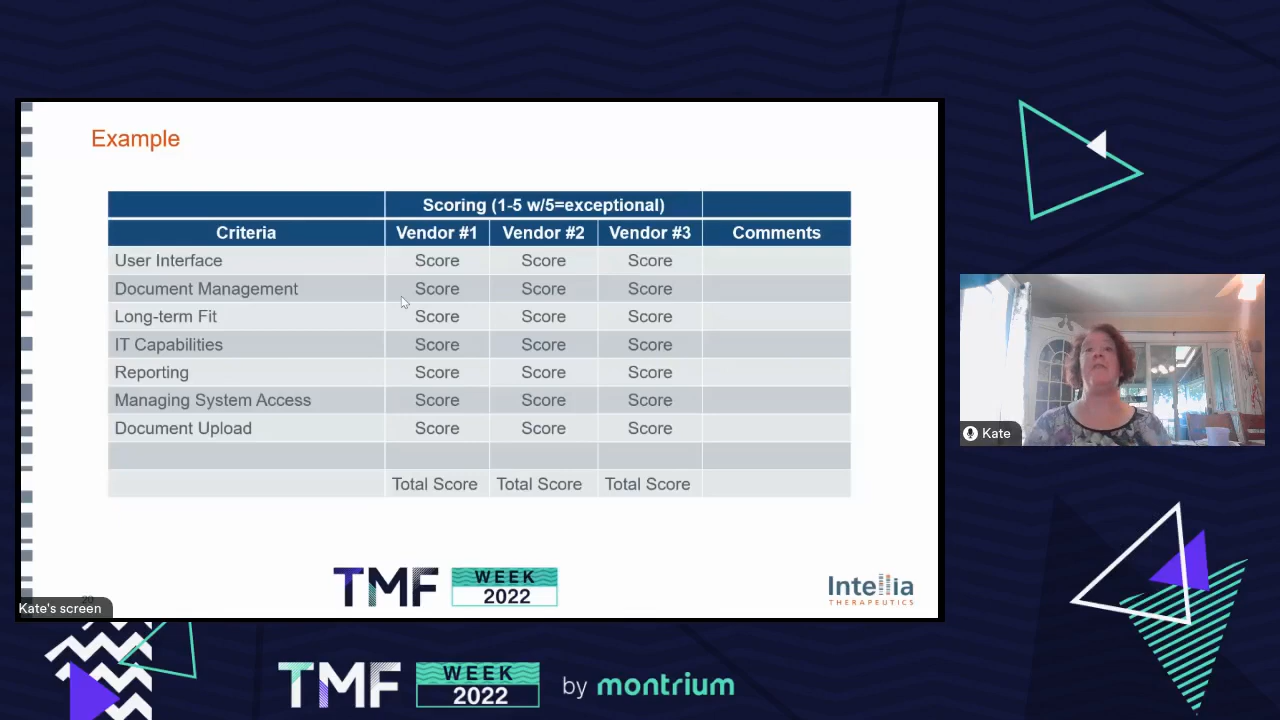 Example
Scoring (1-5 w/5=exceptional)
Criteria Vendor #1 Vendor #2 Vendor #3 Comments
User Interface Score Score Score
Document Management Score Score Score
Long-term Fit Score Score Score
IT Capabilities Score Score Score
Reporting Score Score Score
Managing System Access Score Score Score
Document Upload Score Score Score
Total Score Total Score Total Score
TMF WEEK 2022
Intellia
THERAPEUTICS
20
Kate's screen
Kate
TMF WEEK 2022 by montrium